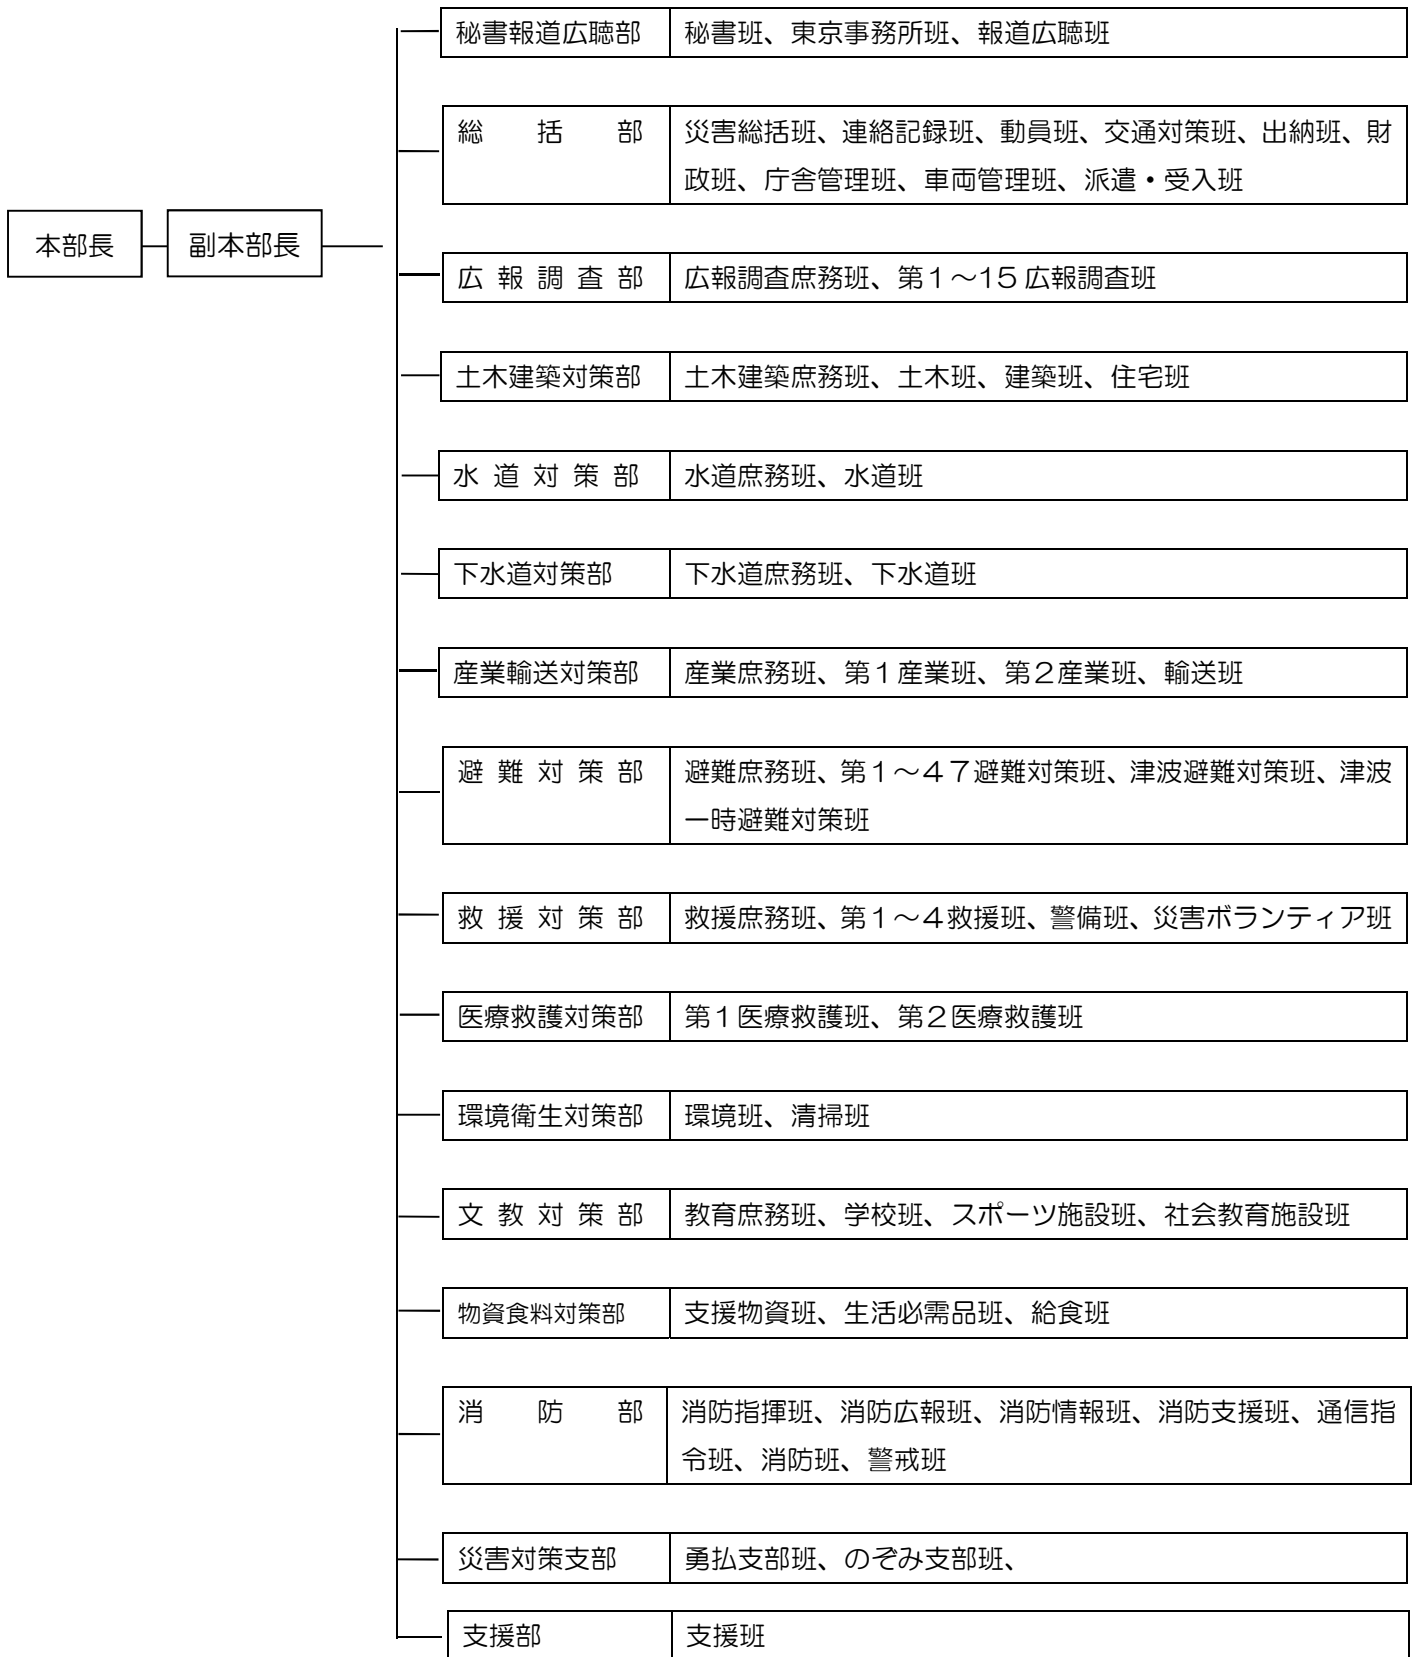 秘書報道広聴部 秘書班、東京事務所班、報道広聴班
総括部 災害総括班、連絡記録班、動員班、交通対策班、出納班、財
政班、庁舎管理班、車両管理班、派遣・受入班
本部長 副本部長
広報調査部 広報調査庶務班、第1～15広報調査班
土木建築対策部 土木建築庶務班、土木班、建築班、住宅班
水道対策部 水道庶務班、水道班
下水道対策部 下水道庶務班、下水道班
産業輸送対策部 産業庶務班、第1産業班、第2産業班、輸送班
避難対策部 避難庶務班、第1～47避難対策班、津波避難対策班、津波
一時避難対策班
救援対策部 救援庶務班、第1～4救援班、警備班、災害ボランティア班
医療救護対策部 第1医療救護班、第2医療救護班
環境衛生対策部 環境班、清掃班
文教対策部 教育庶務班、学校班、スポーツ施設班、社会教育施設班
物資食料対策部 支援物資班、生活必需品班、給食班
消防部 消防指揮班、消防広報班、消防情報班、消防支援班、通信指
令班、消防班、警戒班
災害対策支部 勇払支部班、のぞみ支部班、
支援部 支援班